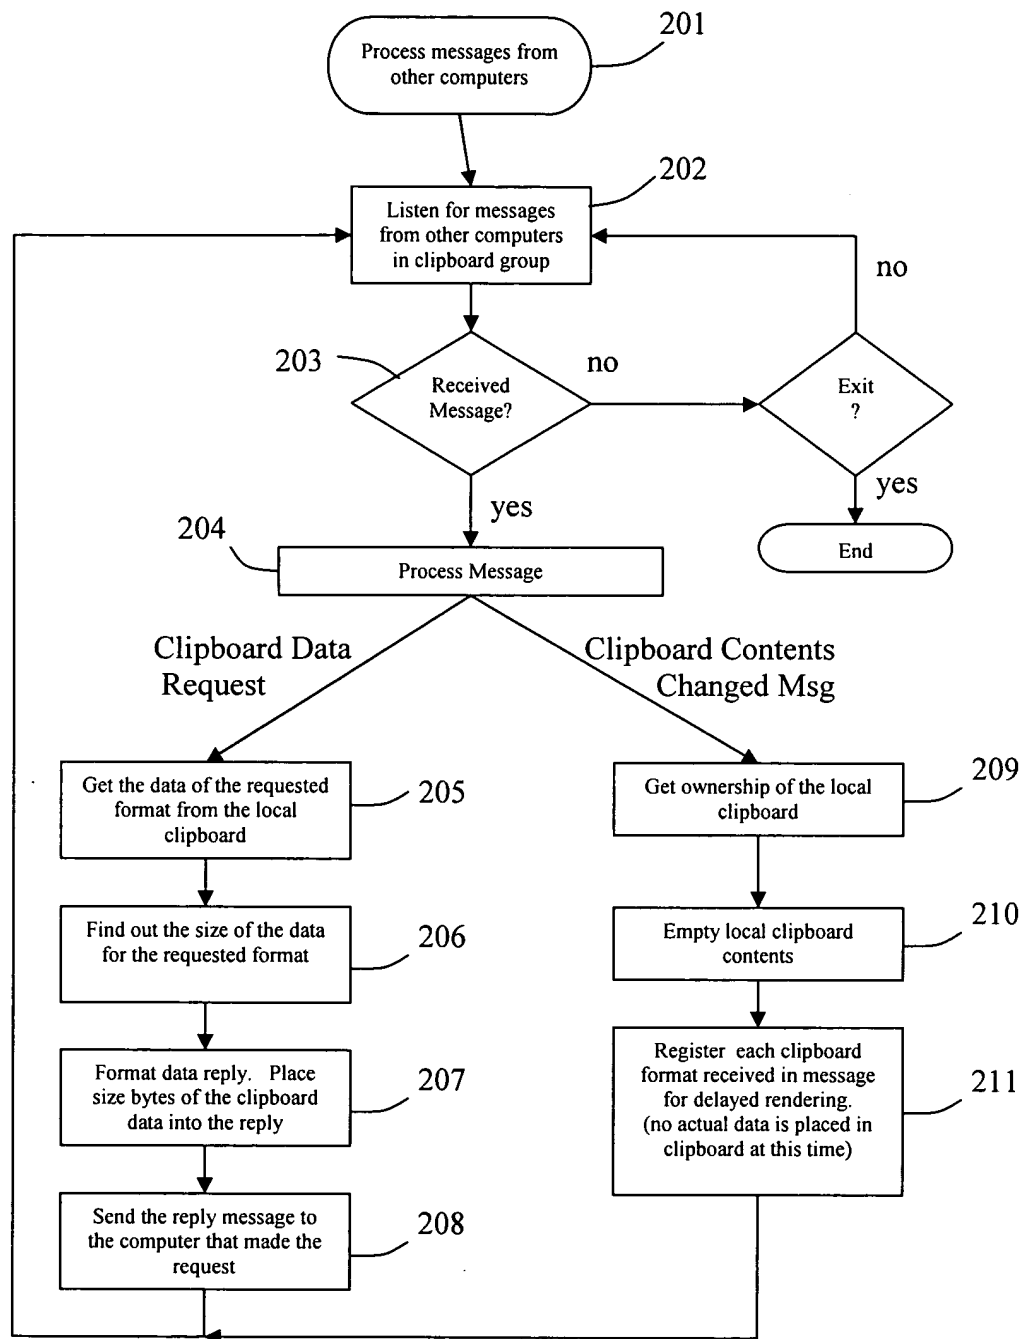 201
Process messages from
other computers
202
Listen for messages
from other computers
in clipboard group
no
203
Received
Message?
no
Exit
?
yes
yes
204
End
Process Message
Clipboard Data
Request
Clipboard Contents
Changed Msg
Get the data of the requested
format from the local
clipboard
205
Get ownership of the local
clipboard
209
Find out the size of the data
for the requested format
206
Empty local clipboard
contents
210
Format data reply. Place
size bytes of the clipboard
data into the reply
207
Register each clipboard
format received in message
for delayed rendering.
(no actual data is placed in
clipboard at this time)
211
Send the reply message to
the computer that made the
request
208